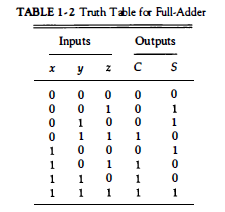 TABLE 1-2 Truth Table for Full-Adder
Inputs Outputs
x y z C S
0 0 0 0 0
0 0 1 0 1
0 1 0 0 1
0 1 1 1 0
1 0 0 0 1
1 0 1 1 0
1 1 0 1 0
1 1 1 1 1